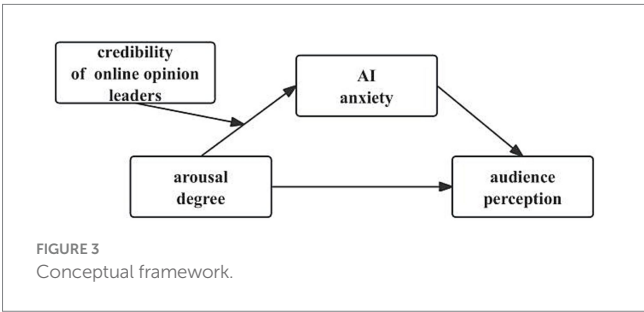 credibility
of online opinion
leaders
AI
anxiety
arousal
degree
audience
perception
FIGURE 3
Conceptual framework.